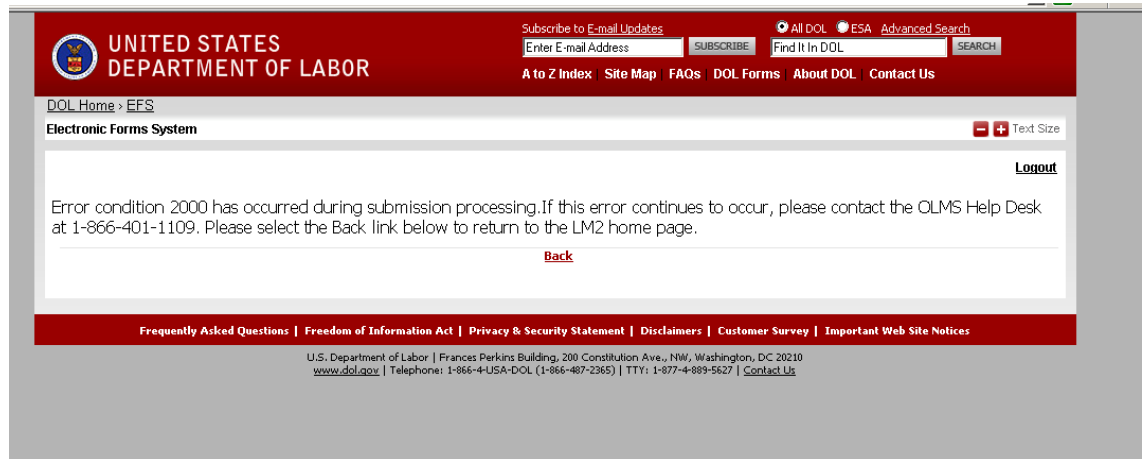 UNITED STATES
DEPARTMENT OF LABOR
Subscribe to E-mail Updates
Enter E-mail Address SUBSCRIBE
All DOL ESA Advanced Search
Find It In DOL SEARCH
A to Z Index | Site Map | FAQs | DOL Forms | About DOL | Contact Us
DOL Home > EFS
Electronic Forms System
- + Text Size
Logout
Error condition 2000 has occurred during submission processing.If this error continues to occur, please contact the OLMS Help Desk
at 1-866-401-1109. Please select the Back link below to return to the LM2 home page.
Back
Frequently Asked Questions | Freedom of Information Act | Privacy & Security Statement | Disclaimers | Customer Survey | Important Web Site Notices
U.S. Department of Labor | Frances Perkins Building, 200 Constitution Ave., NW, Washington, DC 20210
www.dol.gov | Telephone: 1-866-4-USA-DOL (1-866-487-2365) | TTY: 1-877-4-889-5627 | Contact Us